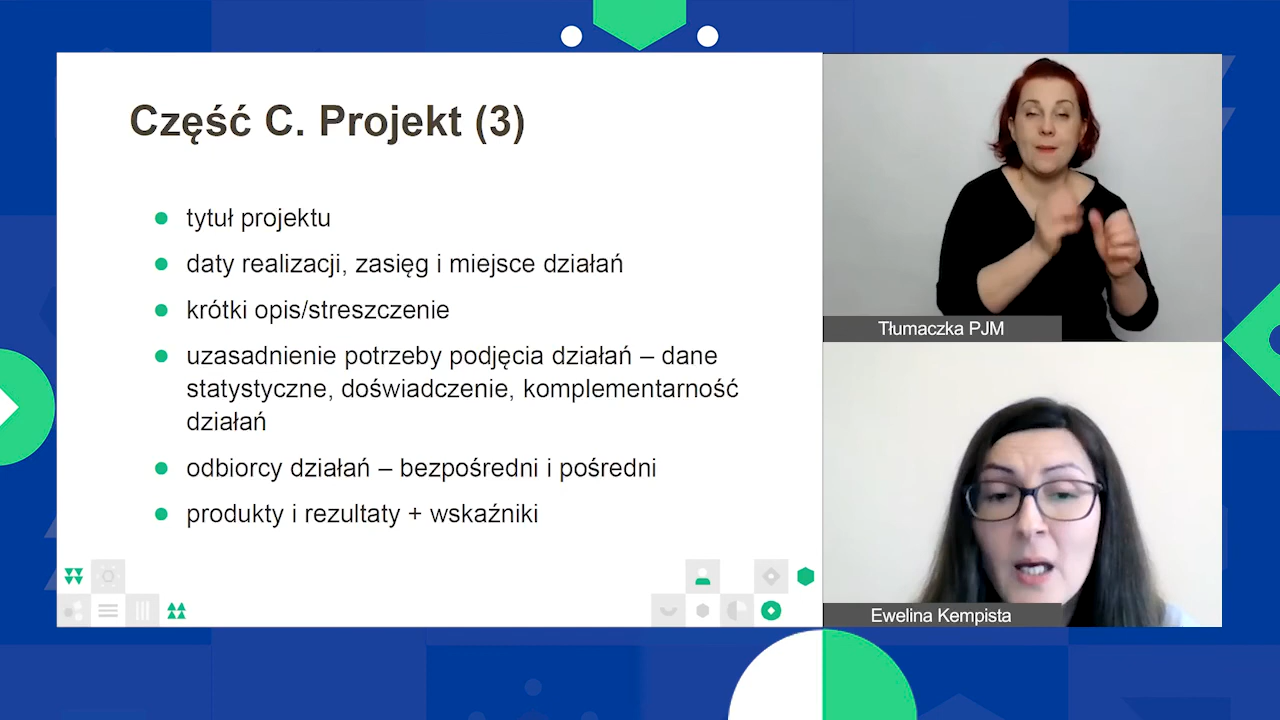 Część C. Projekt (3)
tytuł projektu
daty realizacji, zasięg i miejsce działań
krótki opis/streszczenie
uzasadnienie potrzeby podjęcia działań – dane
statystyczne, doświadczenie, komplementarność
działań
odbiorcy działań – bezpośredni i pośredni
produkty i rezultaty + wskaźniki
Tłumaczka PJM
Ewelina Kempista